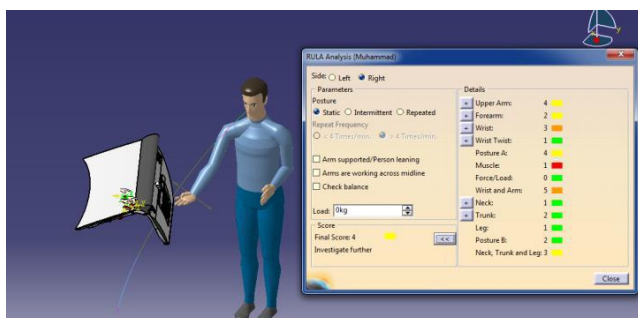 RULA Analysis (Muhammad)
Side: Left Right
Parameters
Posture
Static Intermittent Repeated
Repeat Frequency
< 4 Times/min. > 4 Times/min.
Arm supported/Person leaning
Arms are working across midline
Check balance
Load: 0kg
Score
Final Score: 4
<<
Investigate further
Details
+ Upper Arm: 4
+ Forearm: 2
+ Wrist: 3
+ Wrist Twist: 1
Posture A: 4
Muscle: 1
Force/Load: 0
Wrist and Arm: 5
+ Neck: 1
+ Trunk: 2
Leg: 1
Posture B: 2
Neck, Trunk and Leg: 3
Close